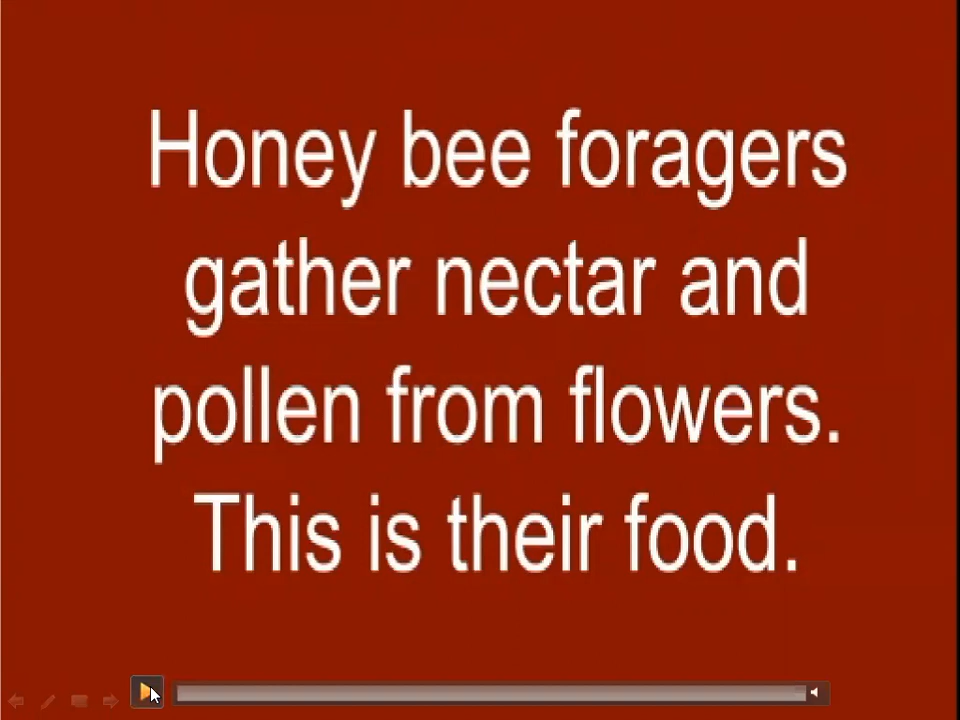 Honey bee foragers
gather nectar and
pollen from flowers.
This is their food.